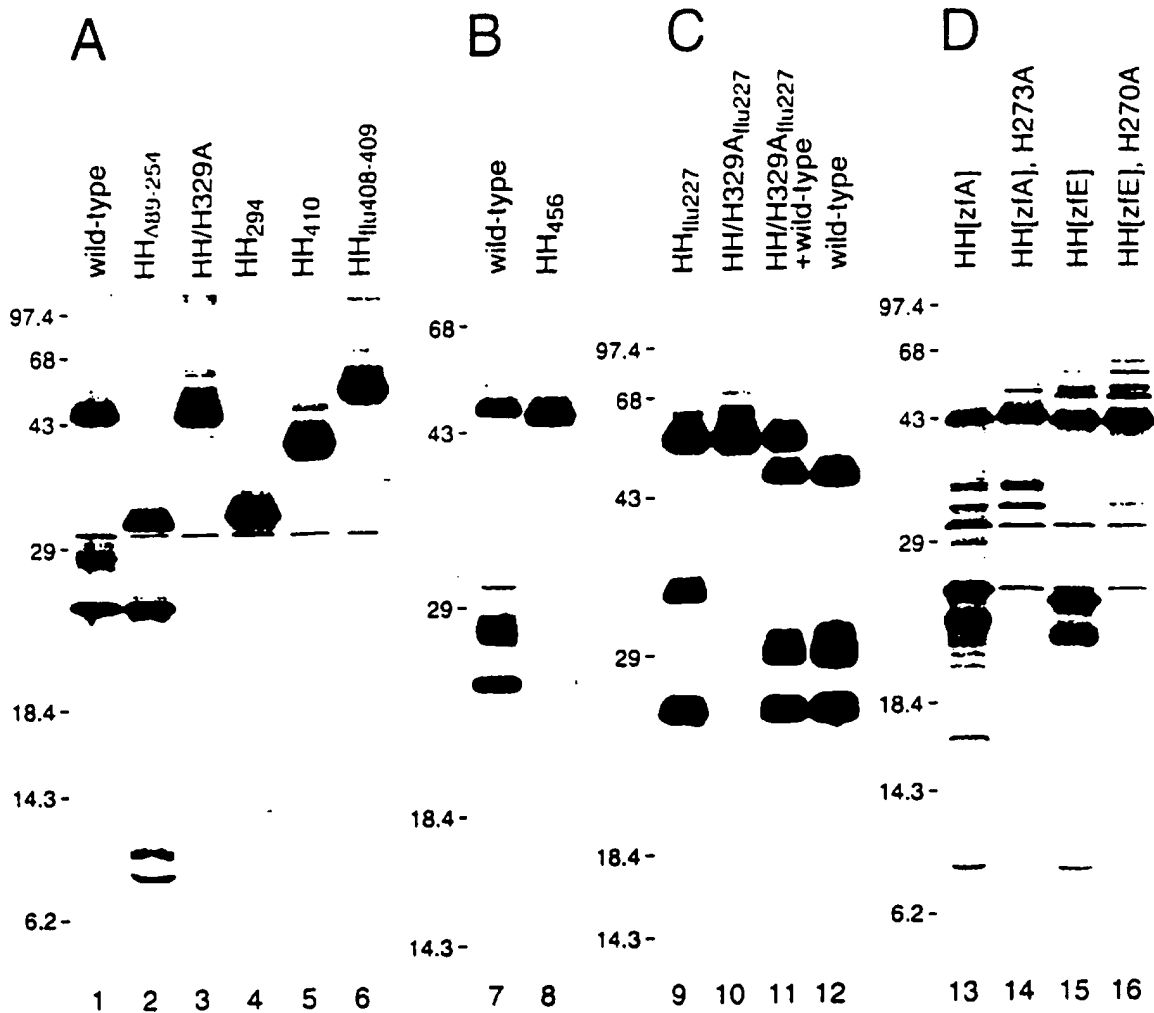 A
B
C
D
wild-type
HHΔ89-254
HH/H329A
HH294
HH410
HHflu408-409
wild-type
HH456
HHflu227
HH/H329Aflu227
HH/H329Aflu227
+wild-type
wild-type
HH[zfA]
HH[zfA], H273A
HH[zfE]
HH[zfE], H270A
97.4 -
68 -
43 -
29 -
18.4 -
14.3 -
6.2 -
68 -
43 -
29 -
18.4 -
14.3 -
97.4 -
68 -
43 -
29 -
18.4 -
14.3 -
97.4 -
68 -
43 -
29 -
18.4 -
14.3 -
6.2 -
1 2 3 4 5 6
7 8
9 10 11 12
13 14 15 16